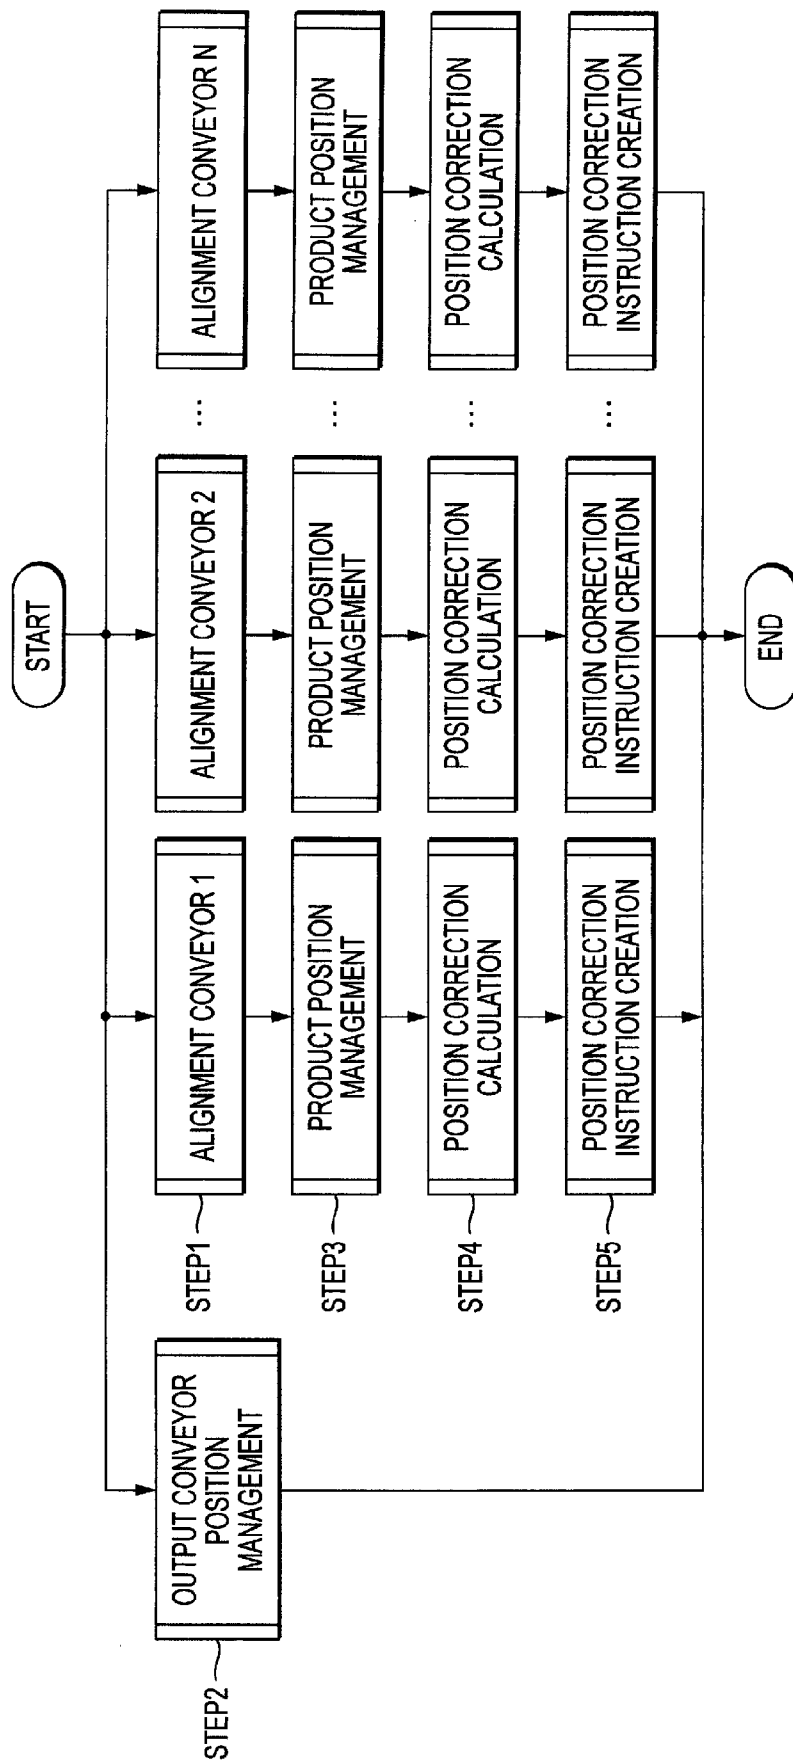 START
OUTPUT CONVEYOR
POSITION
MANAGEMENT
STEP2
ALIGNMENT CONVEYOR 1
STEP1
ALIGNMENT CONVEYOR 2
...
ALIGNMENT CONVEYOR N
PRODUCT POSITION
MANAGEMENT
STEP3
PRODUCT POSITION
MANAGEMENT
...
PRODUCT POSITION
MANAGEMENT
POSITION CORRECTION
CALCULATION
STEP4
POSITION CORRECTION
CALCULATION
...
POSITION CORRECTION
CALCULATION
POSITION CORRECTION
INSTRUCTION CREATION
STEP5
POSITION CORRECTION
INSTRUCTION CREATION
...
POSITION CORRECTION
INSTRUCTION CREATION
END